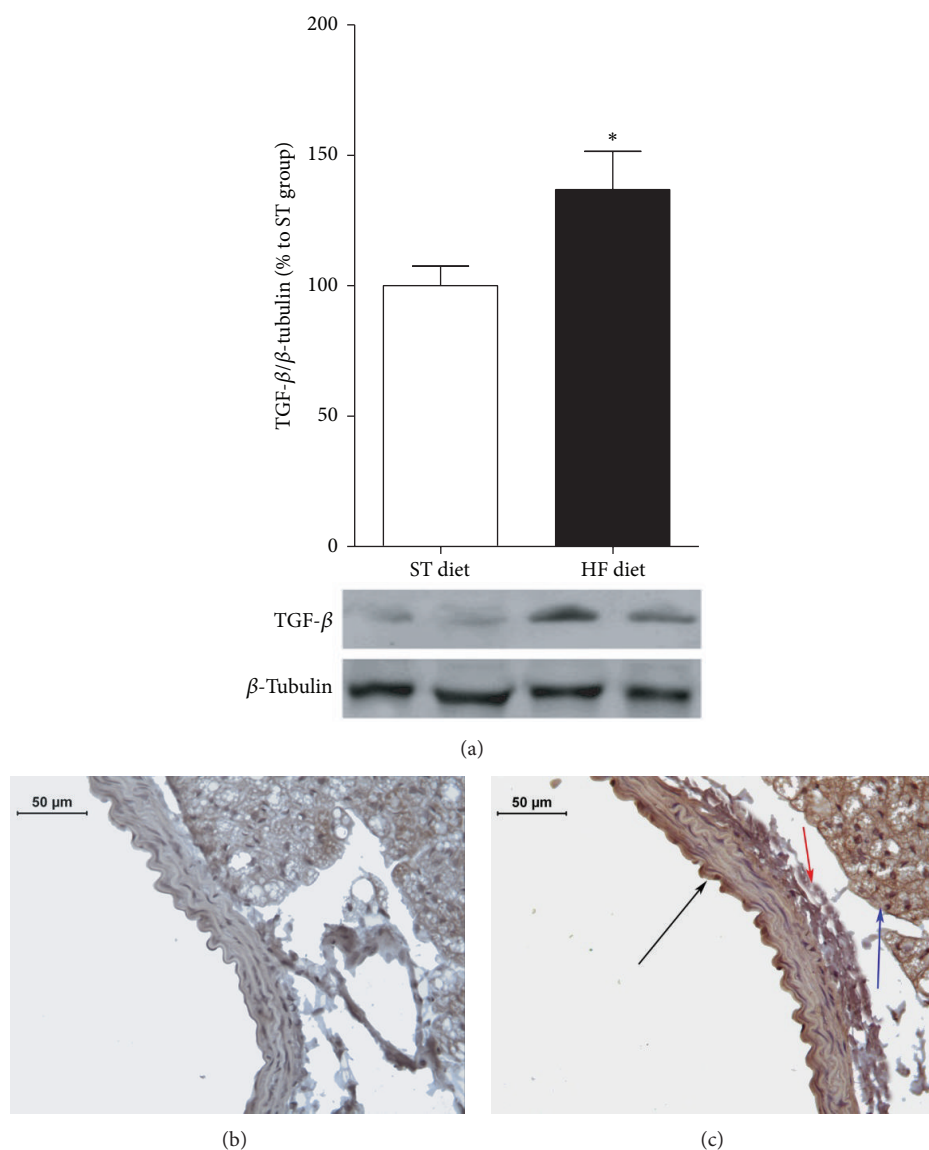 200
150
100
50
0
TGF-β/β-tubulin (% to ST group)
*
ST diet HF diet
TGF-β
β-Tubulin
(a)
50 µm
50 µm
(b)
(c)